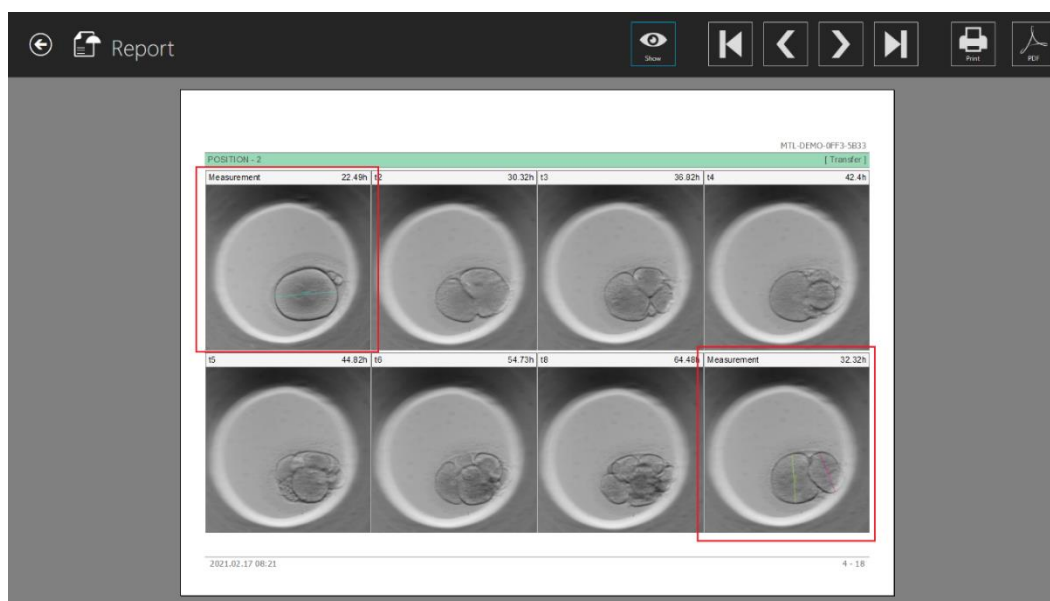 Report
Show
Print
PDF
MTL-DEMO-0FF3-5B33
POSITION - 2 [ Transfer ]
Measurement 22.49h t2 30.32h t3 36.82h t4 42.4h
t5 44.82h t6 54.73h t8 64.48h Measurement 32.32h
2021.02.17 08:21 4 - 18